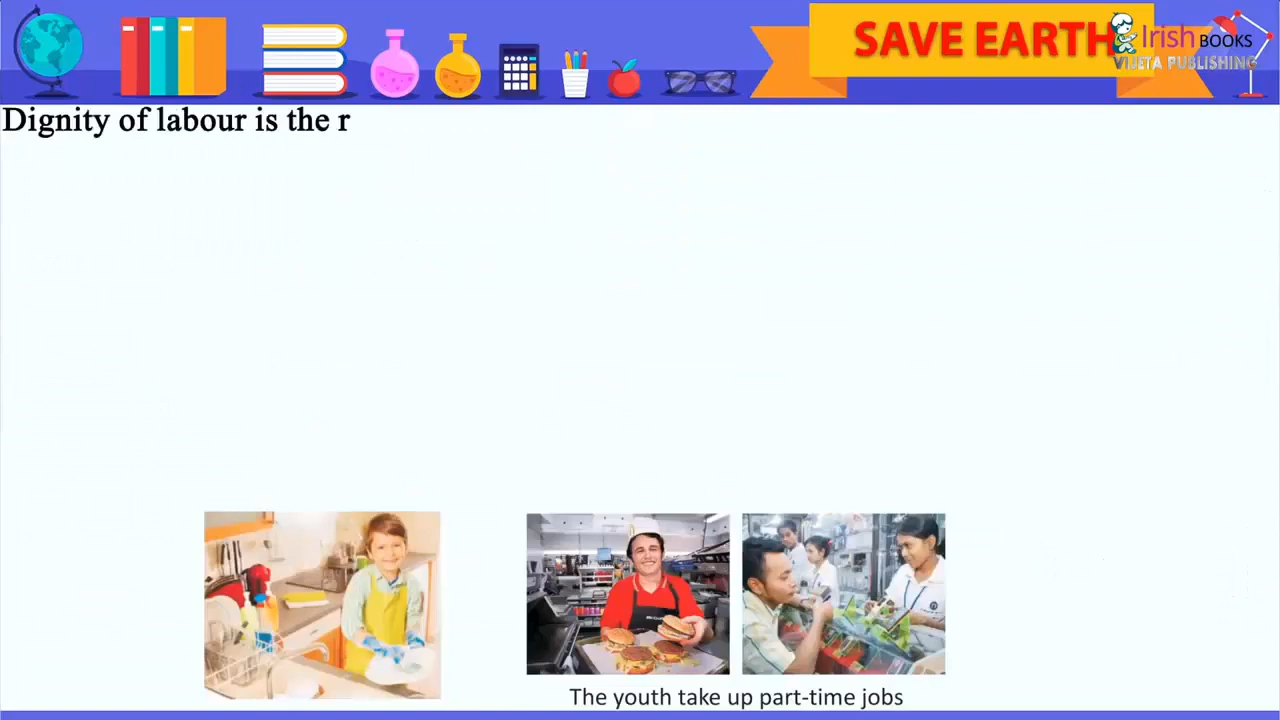 SAVE EARTH
Irish BOOKS
VIJETA PUBLISHING
Dignity of labour is the r
The youth take up part-time jobs